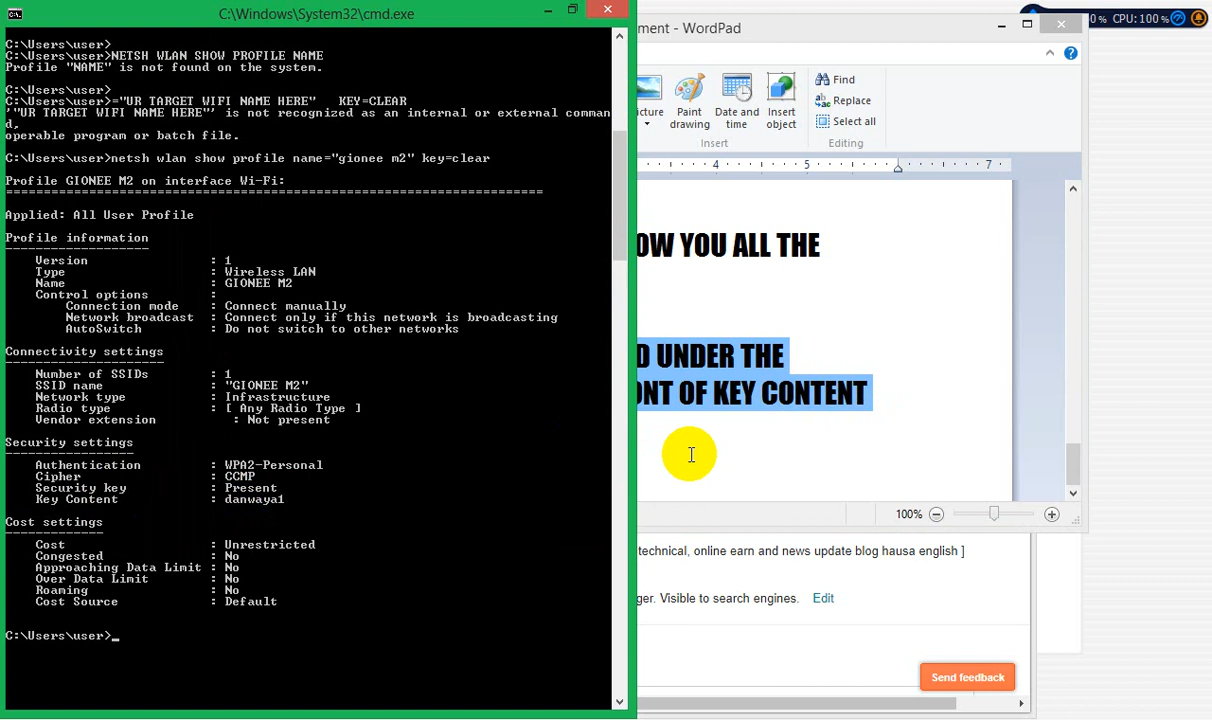 C:\Windows\System32\cmd.exe
C:\Users\user>
C:\Users\user>NETSH WLAN SHOW PROFILE NAME
Profile "NAME" is not found on the system.
C:\Users\user>
C:\Users\user>="UR TARGET WIFI NAME HERE"   KEY=CLEAR
'"UR TARGET WIFI NAME HERE"' is not recognized as an internal or external comman
d,
operable program or batch file.
C:\Users\user>netsh wlan show profile name="gionee m2" key=clear
Profile GIONEE M2 on interface Wi-Fi:
=======================================================================
Applied: All User Profile
Profile information
-------------------
Version : 1
Type : Wireless LAN
Name : GIONEE M2
Control options :
Connection mode : Connect manually
Network broadcast : Connect only if this network is broadcasting
AutoSwitch : Do not switch to other networks
Connectivity settings
---------------------
Number of SSIDs : 1
SSID name : "GIONEE M2"
Network type : Infrastructure
Radio type : [ Any Radio Type ]
Vendor extension : Not present
Security settings
-----------------
Authentication : WPA2-Personal
Cipher : CCMP
Security key : Present
Key Content : danwaya1
Cost settings
-------------
Cost : Unrestricted
Congested : No
Approaching Data Limit : No
Over Data Limit : No
Roaming : No
Cost Source : Default
C:\Users\user>_
ment - WordPad
icture
Paint drawing
Date and time
Insert object
Insert
Find
Replace
Select all
Editing
4 5 6 7
OW YOU ALL THE
D UNDER THE
ONT OF KEY CONTENT
100%
technical, online earn and news update blog hausa english ]
ger. Visible to search engines. Edit
Send feedback
0 % CPU: 100 %